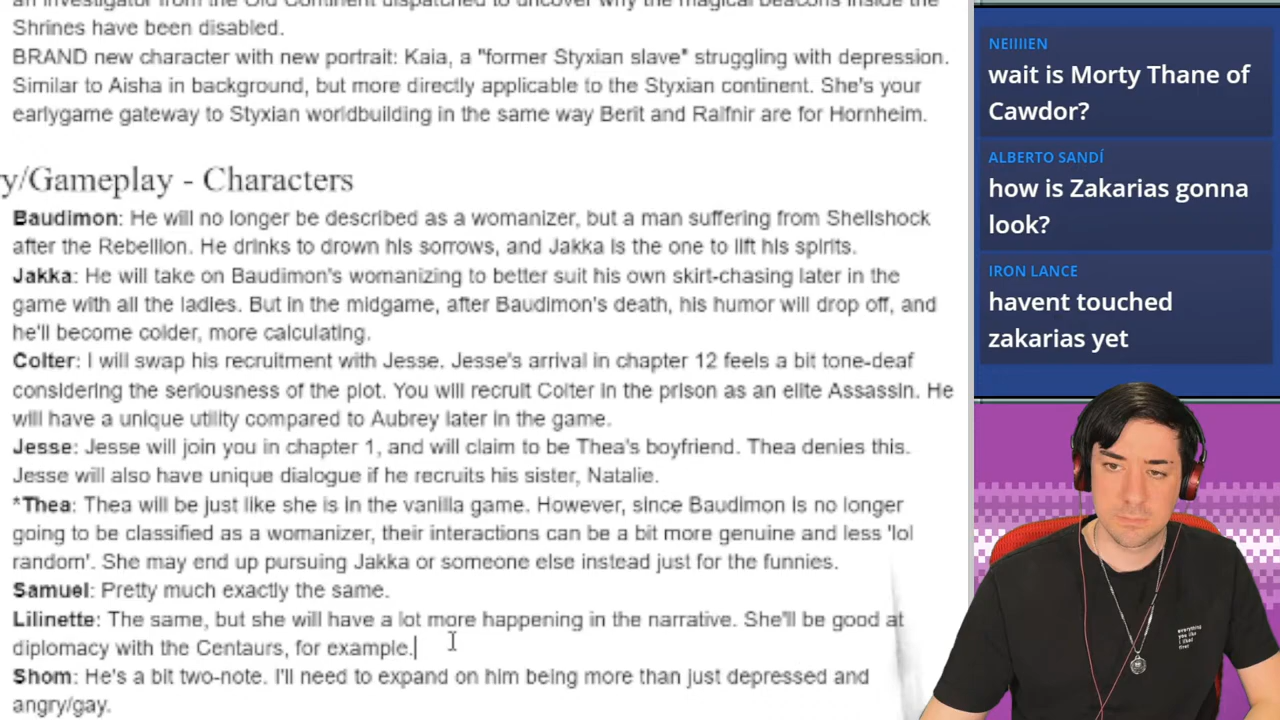 an investigator from the Old Continent dispatched to uncover why the magical beacons inside the
Shrines have been disabled.
BRAND new character with new portrait: Kaia, a "former Styxian slave" struggling with depression.
Similar to Aisha in background, but more directly applicable to the Styxian continent. She's your
earlygame gateway to Styxian worldbuilding in the same way Berit and Ralfnir are for Hornheim.
y/Gameplay - Characters
Baudimon: He will no longer be described as a womanizer, but a man suffering from Shellshock
after the Rebellion. He drinks to drown his sorrows, and Jakka is the one to lift his spirits.
Jakka: He will take on Baudimon's womanizing to better suit his own skirt-chasing later in the
game with all the ladies. But in the midgame, after Baudimon's death, his humor will drop off, and
he'll become colder, more calculating.
Colter: I will swap his recruitment with Jesse. Jesse's arrival in chapter 12 feels a bit tone-deaf
considering the seriousness of the plot. You will recruit Colter in the prison as an elite Assassin. He
will have a unique utility compared to Aubrey later in the game.
Jesse: Jesse will join you in chapter 1, and will claim to be Thea's boyfriend. Thea denies this.
Jesse will also have unique dialogue if he recruits his sister, Natalie.
*Thea: Thea will be just like she is in the vanilla game. However, since Baudimon is no longer
going to be classified as a womanizer, their interactions can be a bit more genuine and less 'lol
random'. She may end up pursuing Jakka or someone else instead just for the funnies.
Samuel: Pretty much exactly the same.
Lilinette: The same, but she will have a lot more happening in the narrative. She'll be good at
diplomacy with the Centaurs, for example.
Shom: He's a bit two-note. I'll need to expand on him being more than just depressed and
angry/gay.
NEIIIIEN
wait is Morty Thane of
Cawdor?
ALBERTO SANDÍ
how is Zakarias gonna
look?
IRON LANCE
havent touched
zakarias yet